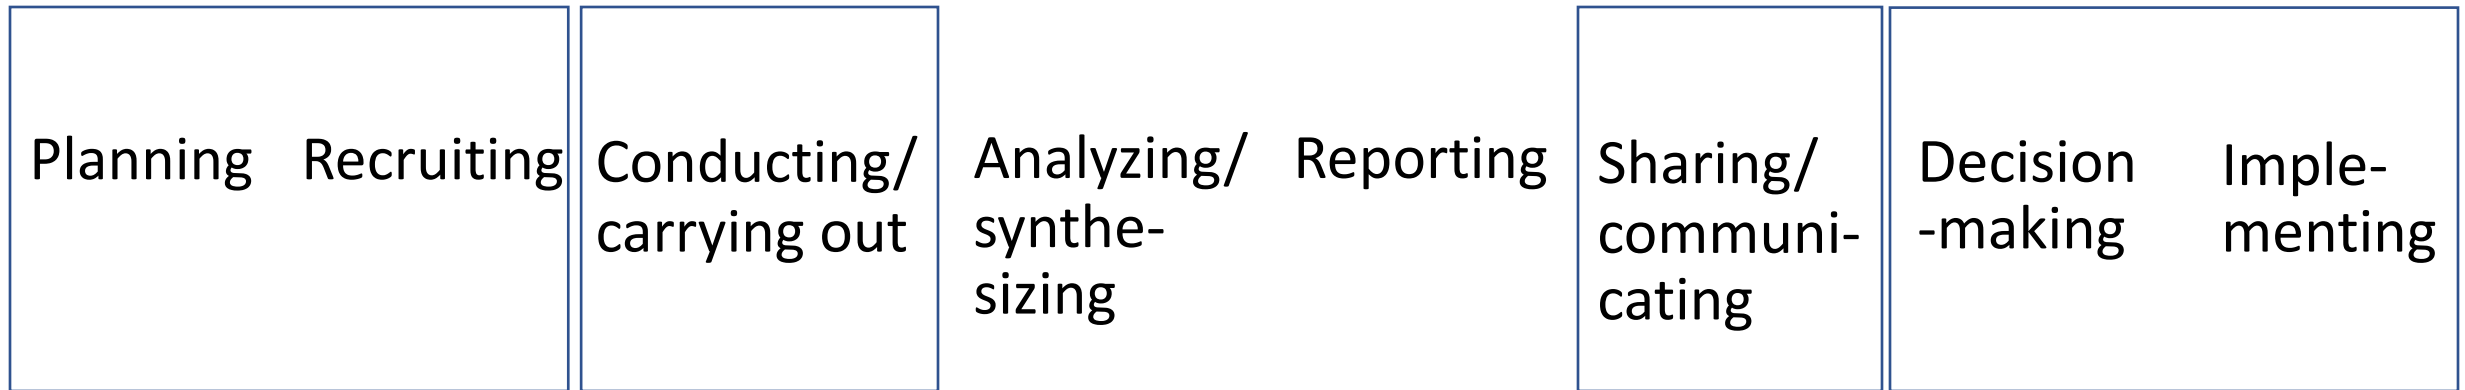 Planning
Recruiting
Conducting/
carrying out
Analyzing/
synthe-
sizing
Reporting
Sharing/
communi-
cating
Decision
-making
Imple-
menting